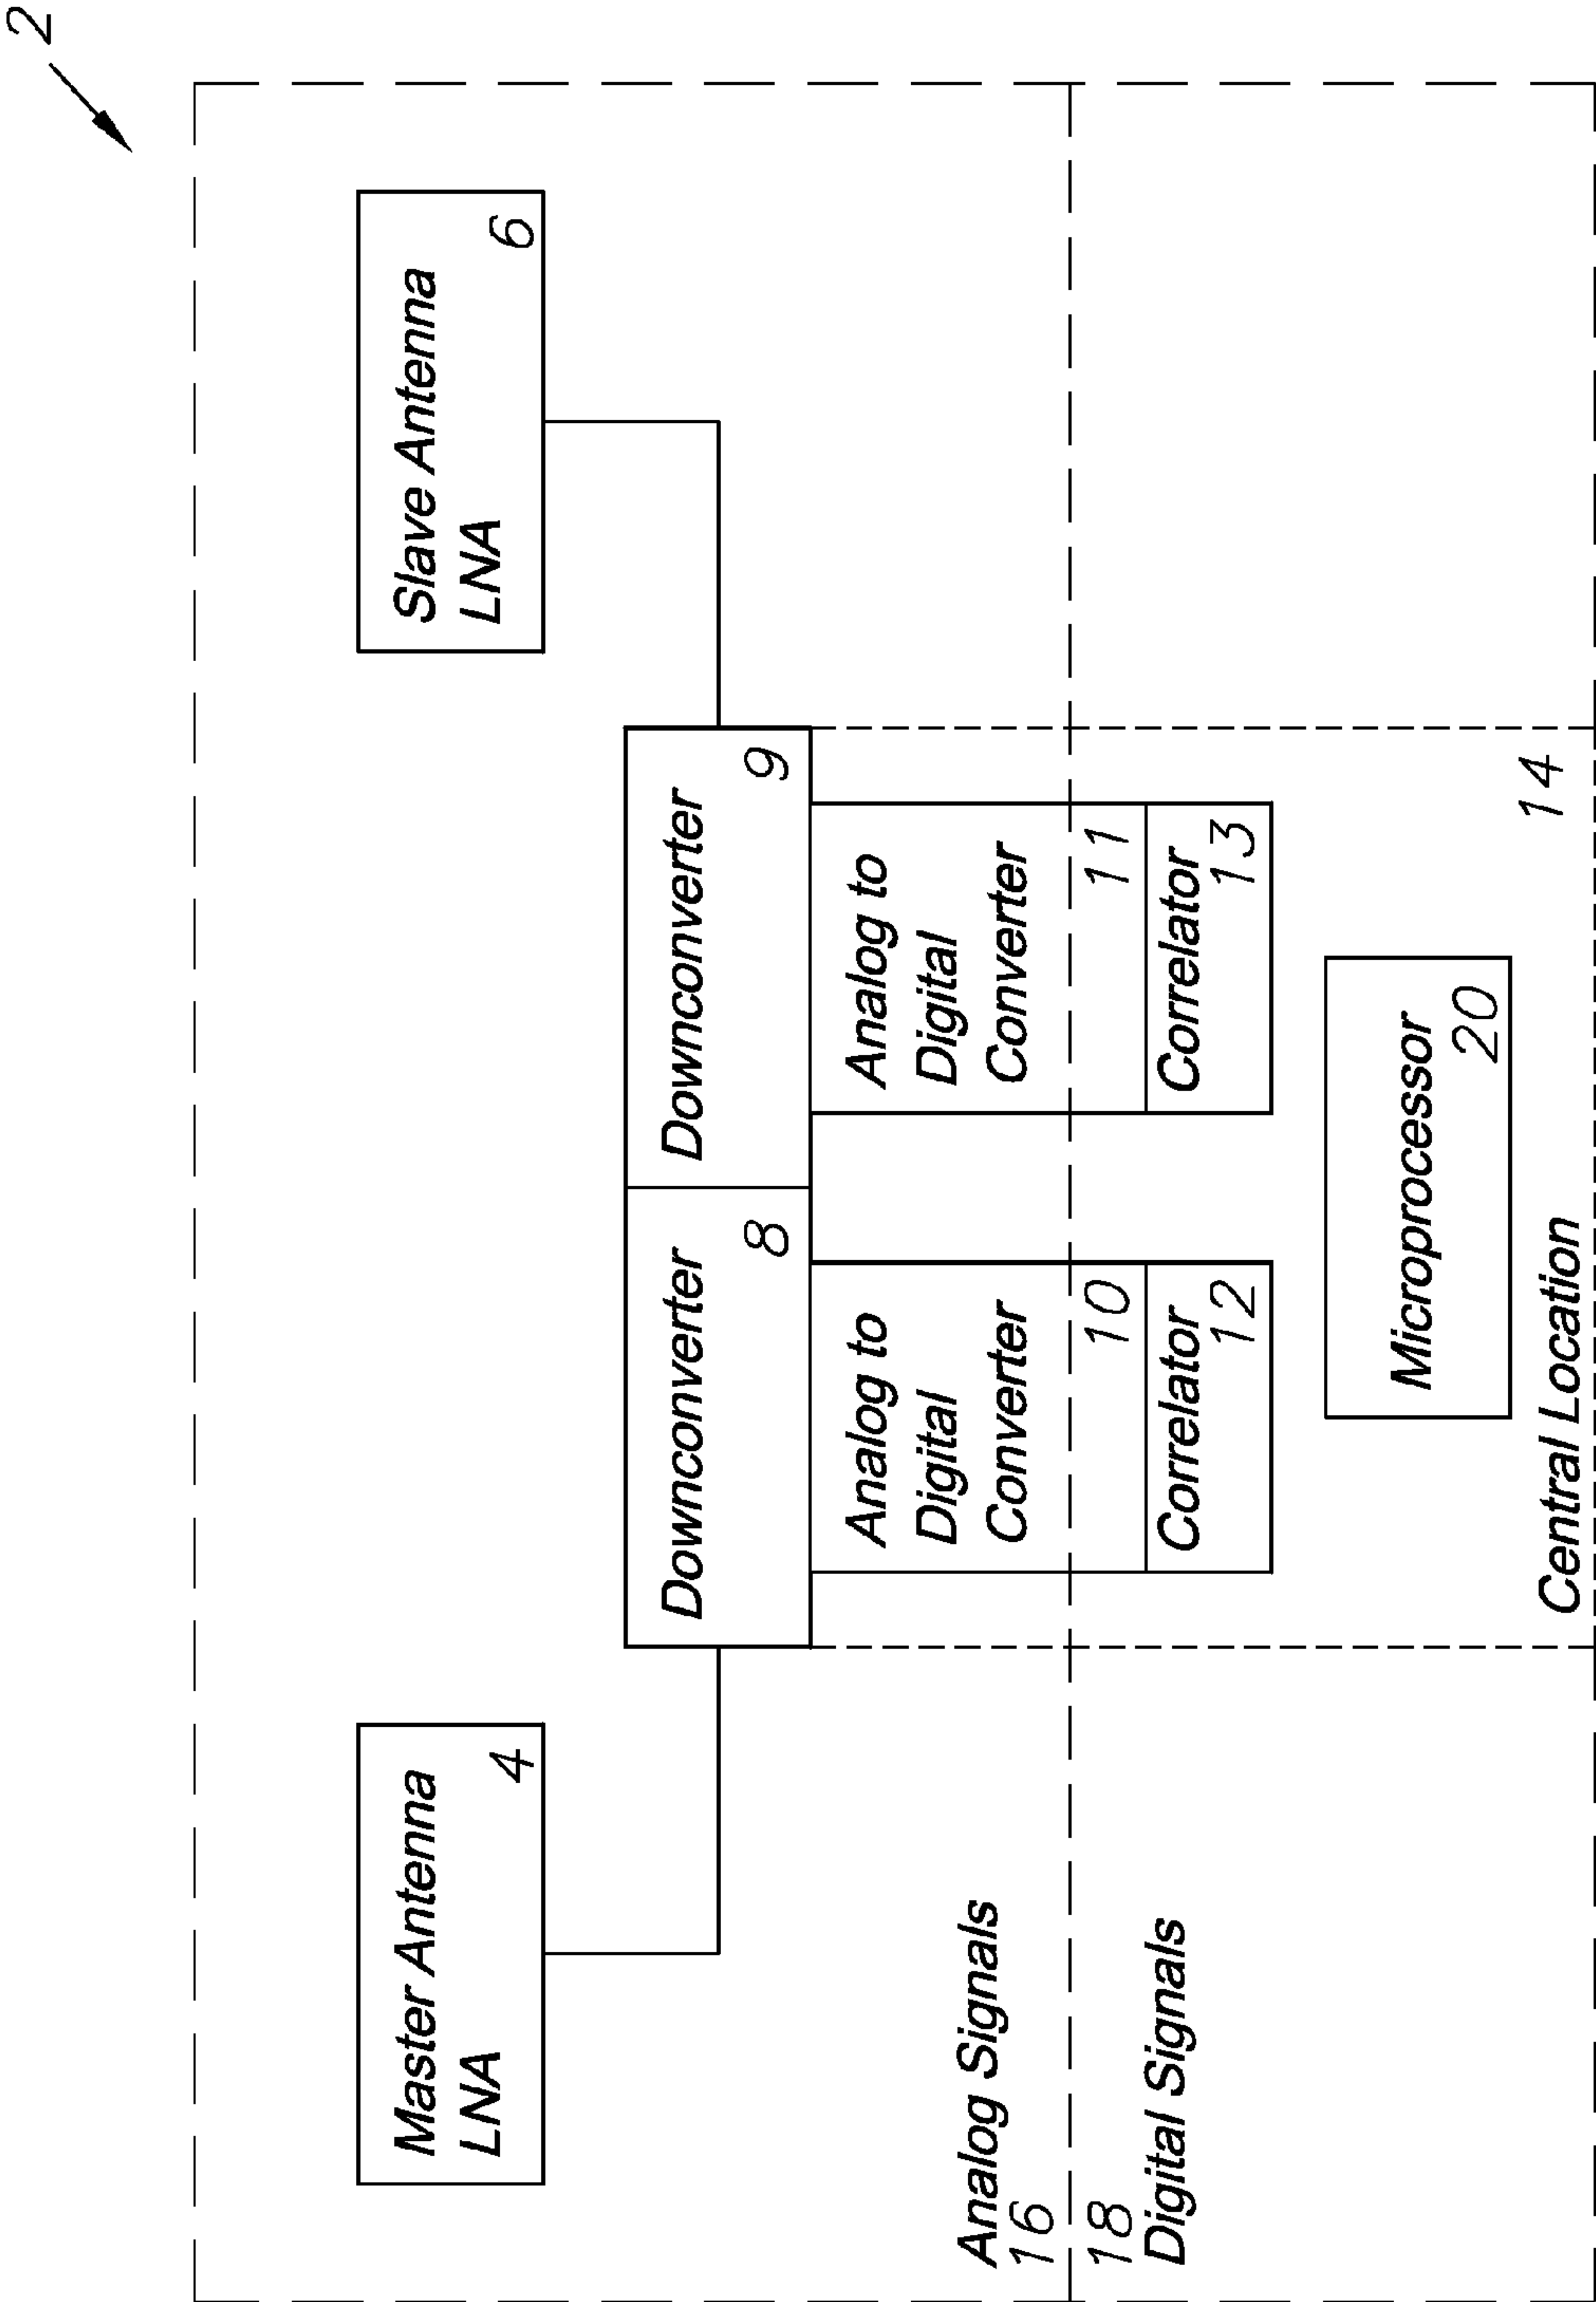 2
Master Antenna
LNA
4
Slave Antenna
LNA
6
Downconverter
8
Downconverter
9
Analog to
Digital
Converter
10
Analog to
Digital
Converter
11
Analog Signals
16
18
Digital Signals
Correlator
12
Correlator
13
Microprocessor
20
Central Location
14